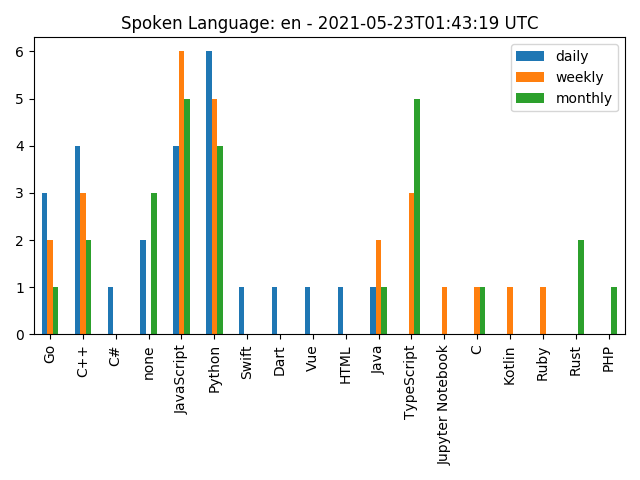 Spoken Language: en - 2021-05-23T01:43:19 UTC
daily
weekly
monthly
6
5
4
3
2
1
0
Go
C++
C#
none
JavaScript
Python
Swift
Dart
Vue
HTML
Java
TypeScript
Jupyter Notebook
C
Kotlin
Ruby
Rust
PHP